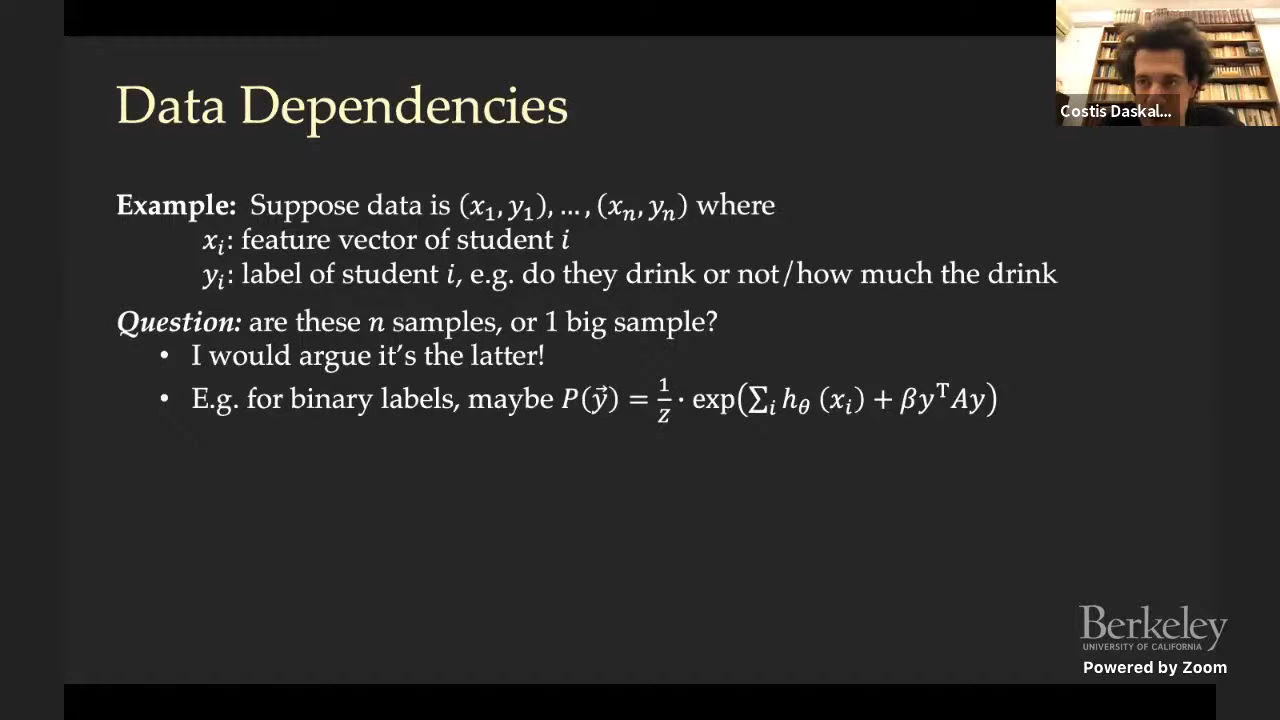 Data Dependencies
Costis Daskal...
Example: Suppose data is (x₁, y₁), … , (xₙ, yₙ) where
xᵢ: feature vector of student i
yᵢ: label of student i, e.g. do they drink or not/how much the drink
Question: are these n samples, or 1 big sample?
• I would argue it's the latter!
• E.g. for binary labels, maybe P(y⃗) = 1/Z · exp(∑ᵢ h_θ (xᵢ) + βyᵀAy)
Berkeley
UNIVERSITY OF CALIFORNIA
Powered by Zoom